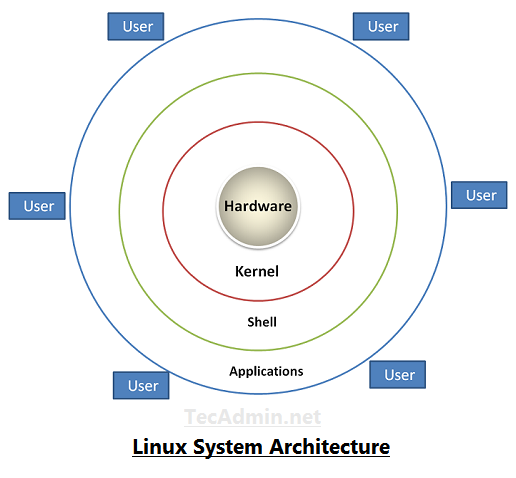 User
User
Hardware
User
User
Kernel
Shell
Applications
User
User
TecAdmin.net
Linux System Architecture